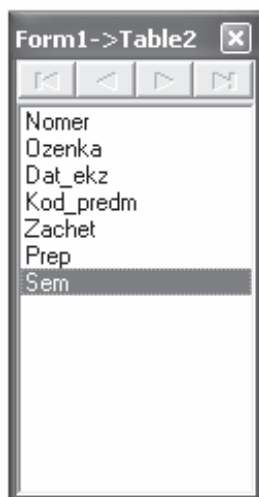 Form1->Table2
Nomer
Ozenka
Dat_ekz
Kod_predm
Zachet
Prep
Sem